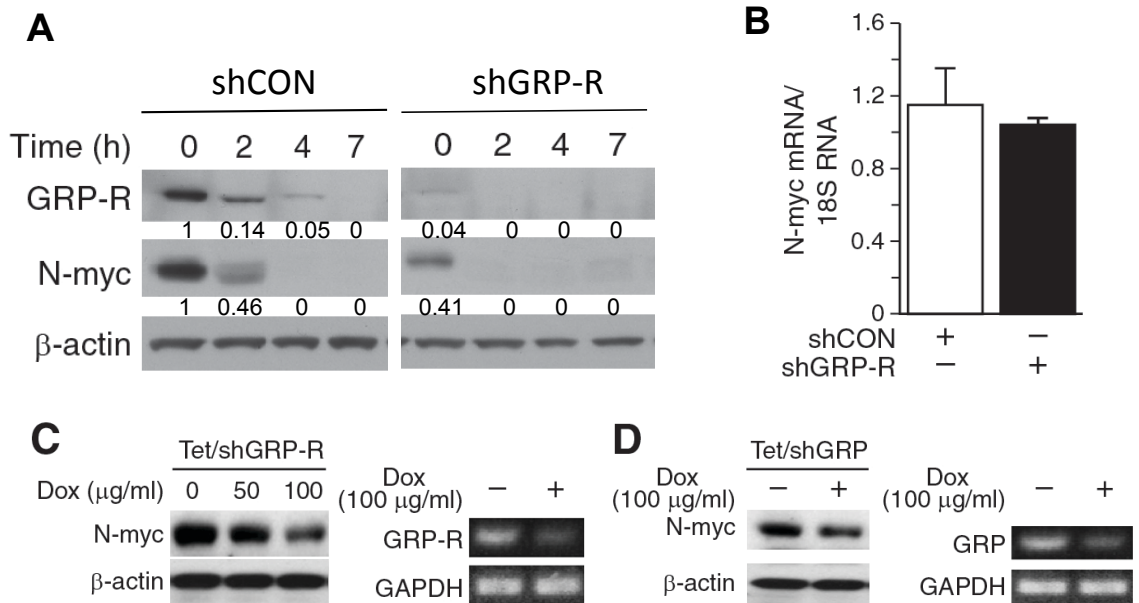 A
shCON shGRP-R
Time (h) 0 2 4 7 0 2 4 7
GRP-R
1 0.14 0.05 0 0.04 0 0 0
N-myc
1 0.46 0 0 0.41 0 0 0
β-actin
B
N-myc mRNA/
18S RNA
1.6
1.2
0.8
0.4
0
shCON + −
shGRP-R − +
C
Tet/shGRP-R
Dox (μg/ml) 0 50 100
N-myc
β-actin
Dox
(100 μg/ml) − +
GRP-R
GAPDH
D
Tet/shGRP
Dox
(100 μg/ml) − +
N-myc
β-actin
Dox
(100 μg/ml) − +
GRP
GAPDH